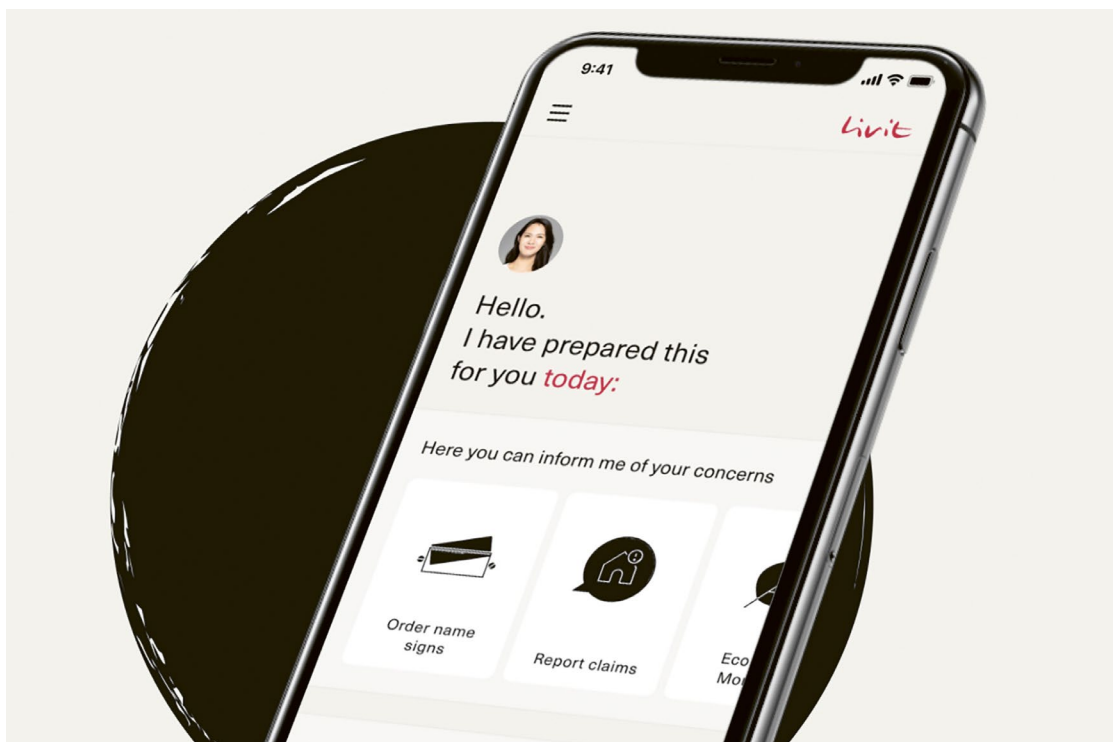 9:41
Livit
Hello.
I have prepared this
for you today:
Here you can inform me of your concerns
Order name
signs
Report claims
Eco